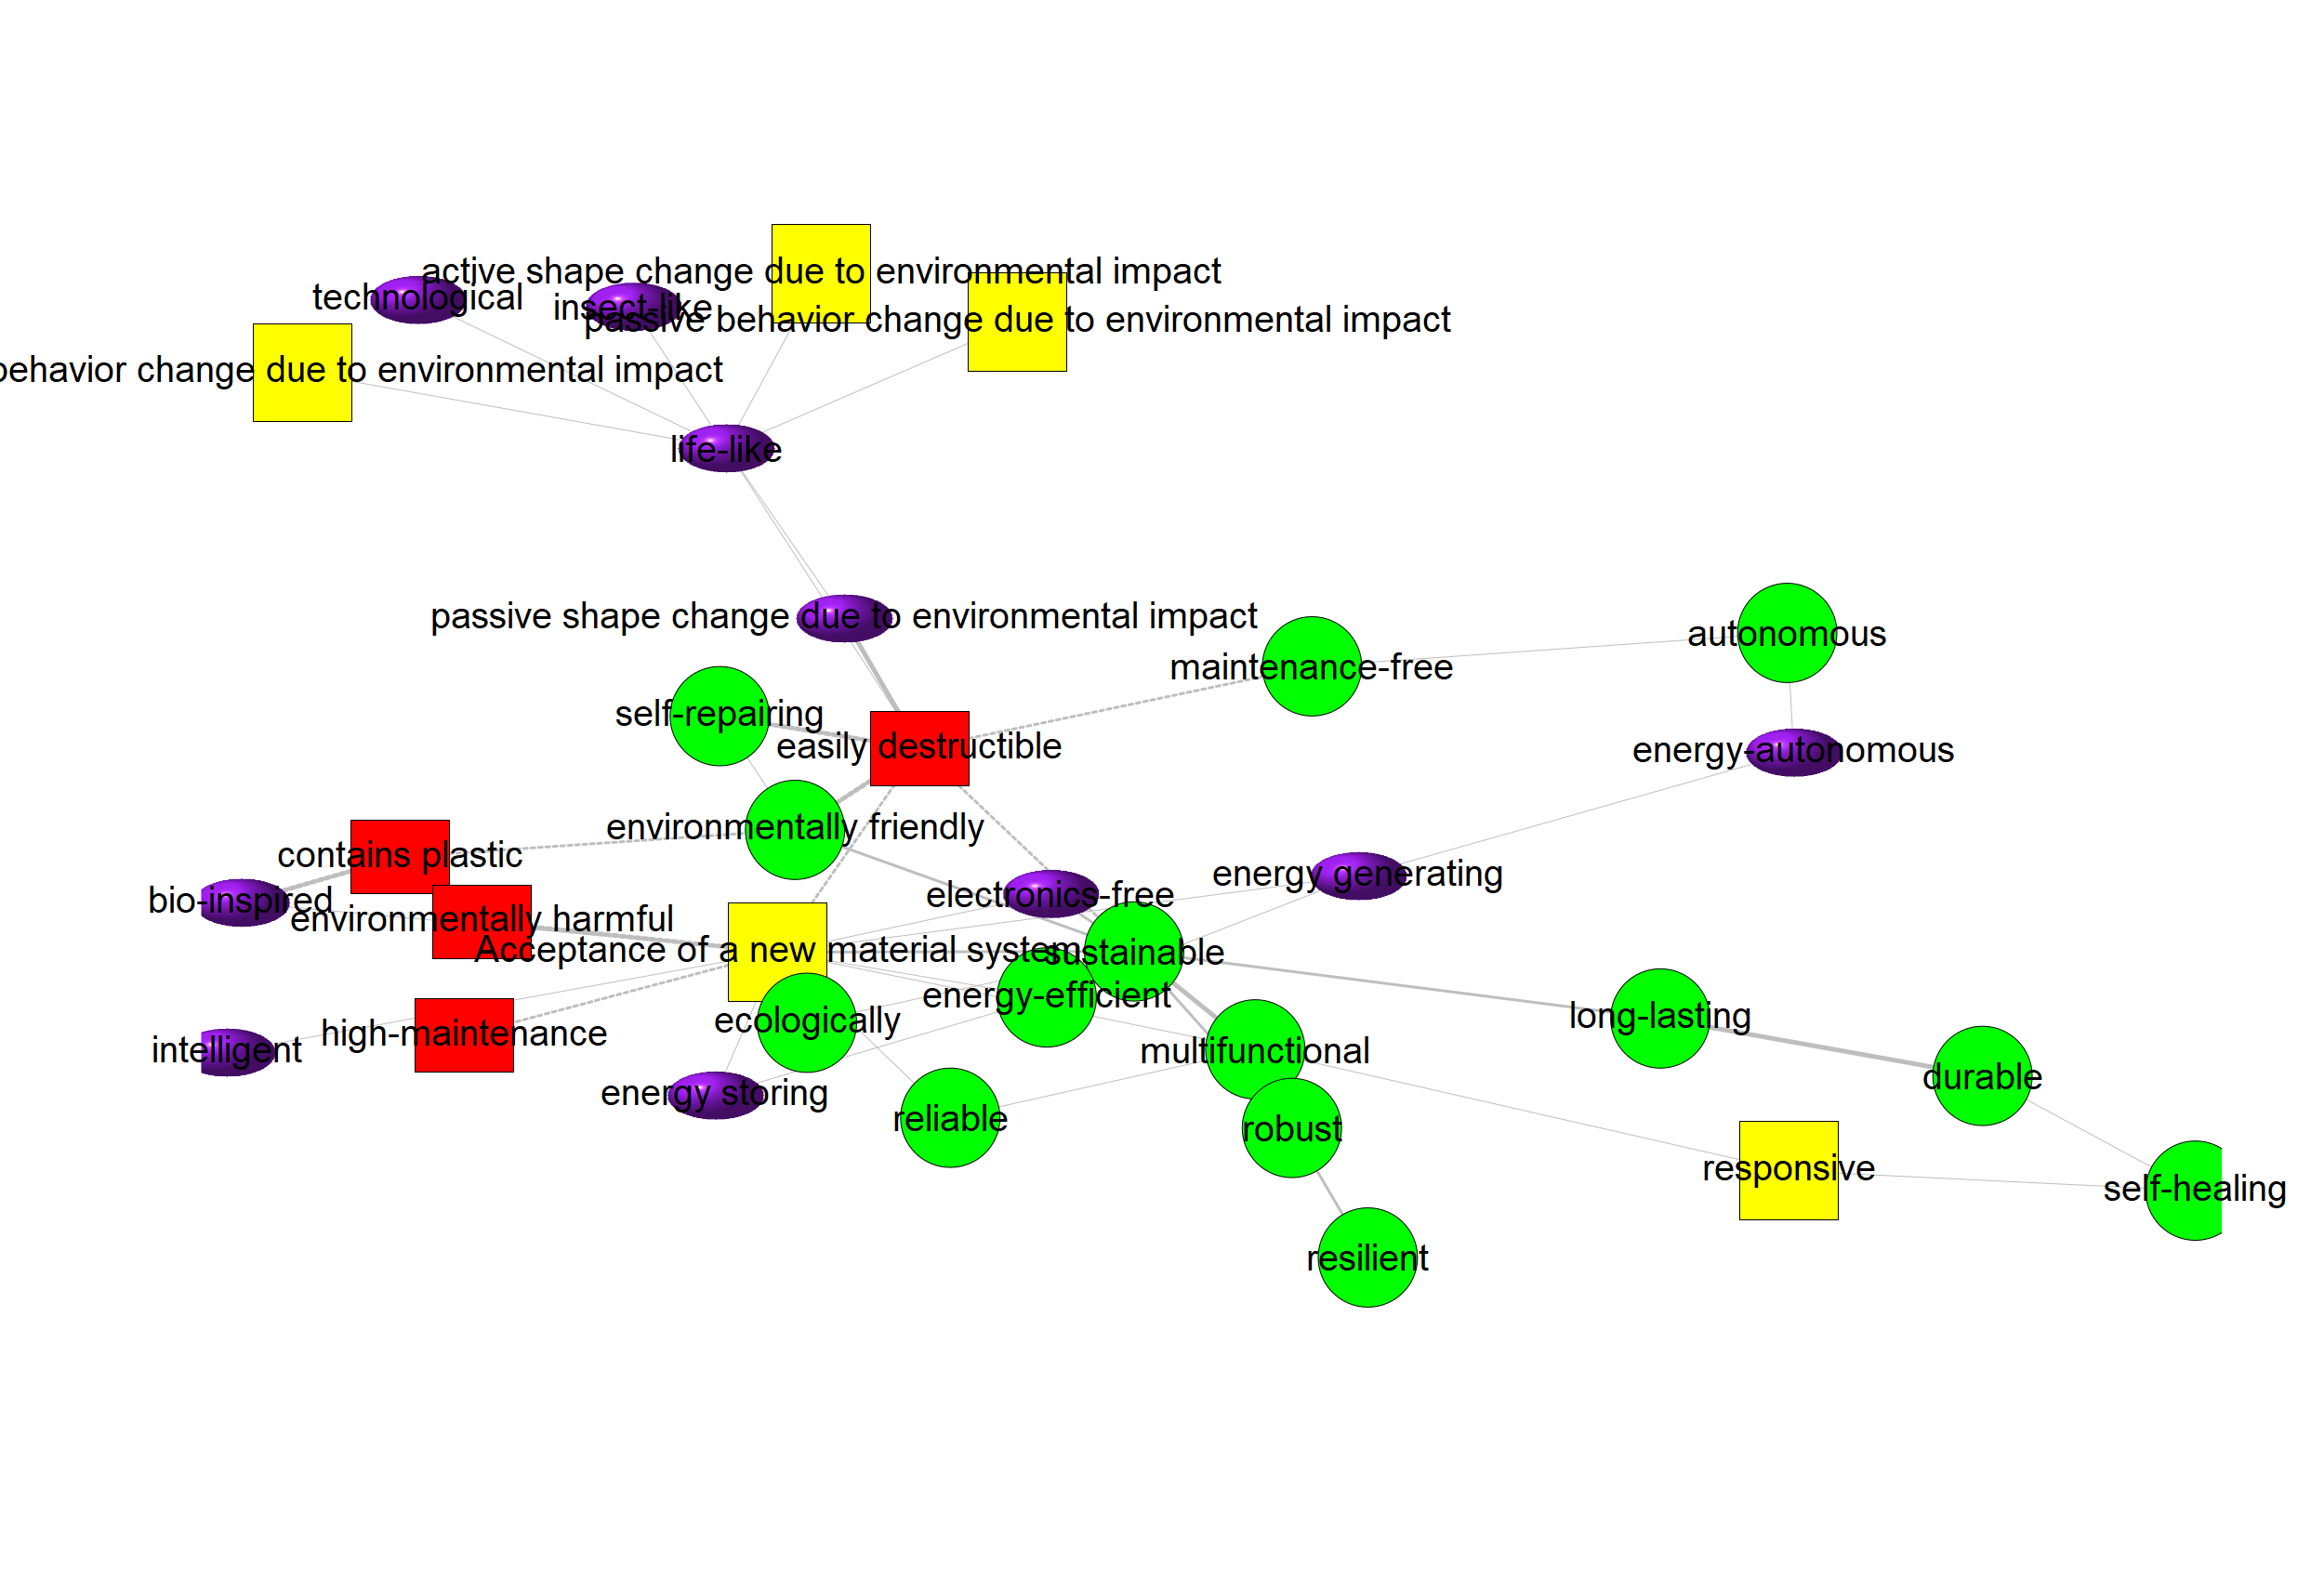 active shape change due to environmental impact
technological
insect-like
passive behavior change due to environmental impact
behavior change due to environmental impact
life-like
passive shape change due to environmental impact
autonomous
maintenance-free
self-repairing
easily destructible
energy-autonomous
environmentally friendly
contains plastic
energy generating
electronics-free
bio-inspired
environmentally harmful
Acceptance of a new material system
sustainable
energy-efficient
long-lasting
ecologically
high-maintenance
intelligent
multifunctional
durable
energy storing
reliable
robust
responsive
self-healing
resilient